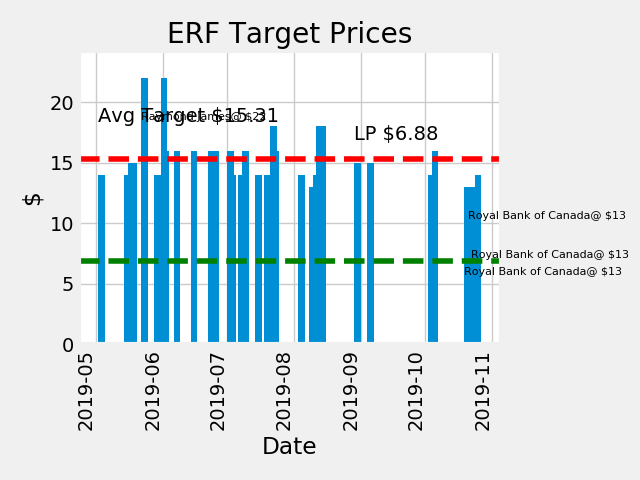 ERF Target Prices
Avg Target $15.31
LP $6.88
Royal Bank of Canada@ $13
Royal Bank of Canada@ $13
Royal Bank of Canada@ $13
$
20
15
10
5
0
2019-05
2019-06
2019-07
2019-08
2019-09
2019-10
2019-11
Date